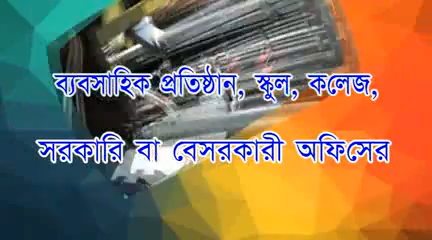 ব্যবসাহিক প্রতিষ্ঠান, স্কুল, কলেজ,
সরকারি বা বেসরকারী অফিসের